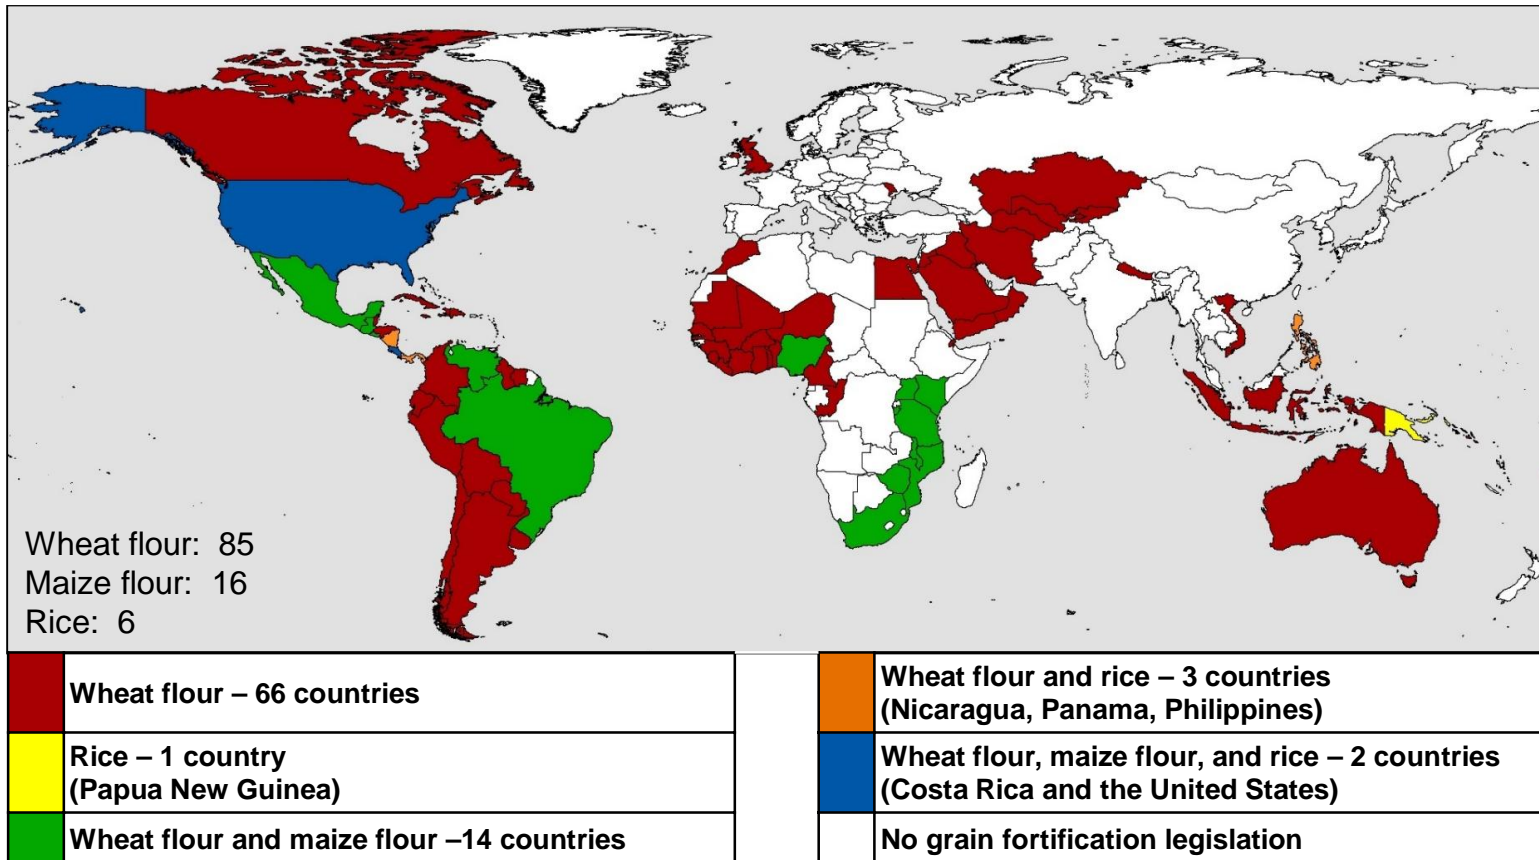 Wheat flour: 85
Maize flour: 16
Rice: 6
Wheat flour – 66 countries
Rice – 1 country
(Papua New Guinea)
Wheat flour and maize flour –14 countries
Wheat flour and rice – 3 countries
(Nicaragua, Panama, Philippines)
Wheat flour, maize flour, and rice – 2 countries
(Costa Rica and the United States)
No grain fortification legislation